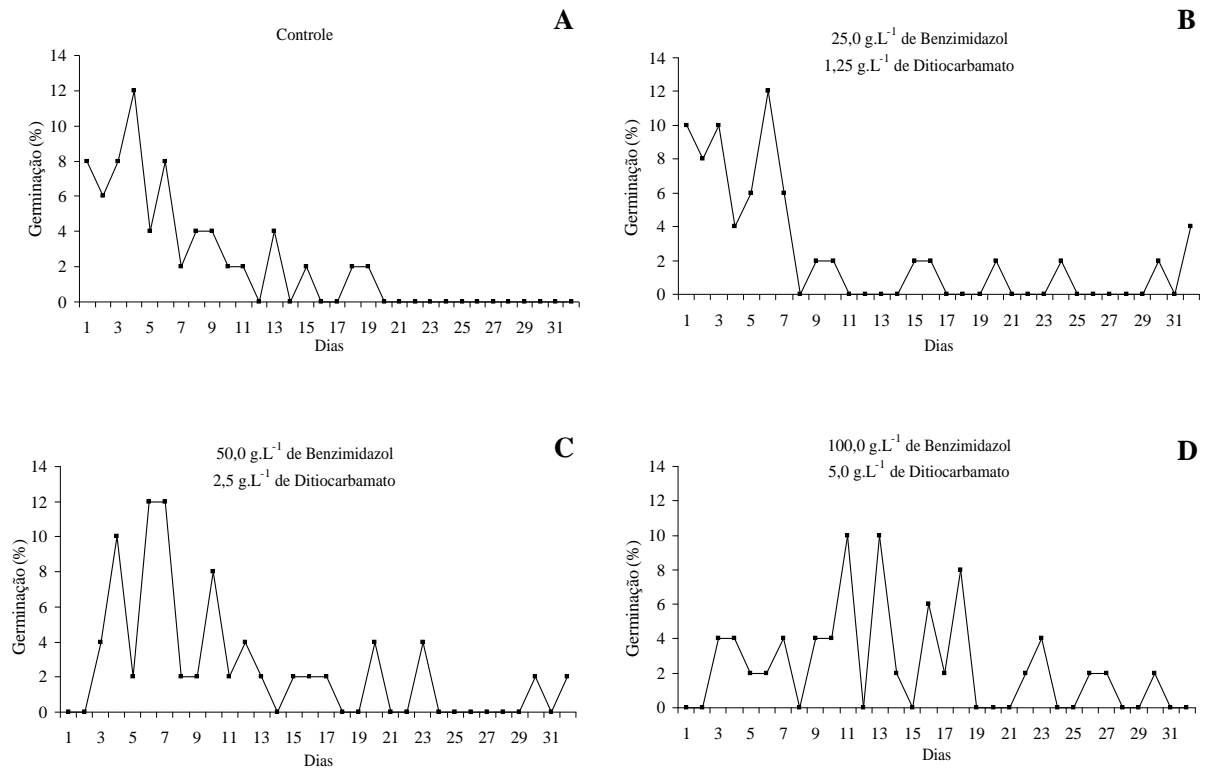 A
Controle
14
12
10
8
6
4
2
0
Germinação (%)
1 3 5 7 9 11 13 15 17 19 21 23 25 27 29 31
Dias
B
25,0 g.L⁻¹ de Benzimidazol
1,25 g.L⁻¹ de Ditiocarbamato
14
12
10
8
6
4
2
0
Germinação (%)
1 3 5 7 9 11 13 15 17 19 21 23 25 27 29 31
Dias
C
50,0 g.L⁻¹ de Benzimidazol
2,5 g.L⁻¹ de Ditiocarbamato
14
12
10
8
6
4
2
0
Germinação (%)
1 3 5 7 9 11 13 15 17 19 21 23 25 27 29 31
Dias
D
100,0 g.L⁻¹ de Benzimidazol
5,0 g.L⁻¹ de Ditiocarbamato
14
12
10
8
6
4
2
0
Germinação (%)
1 3 5 7 9 11 13 15 17 19 21 23 25 27 29 31
Dias